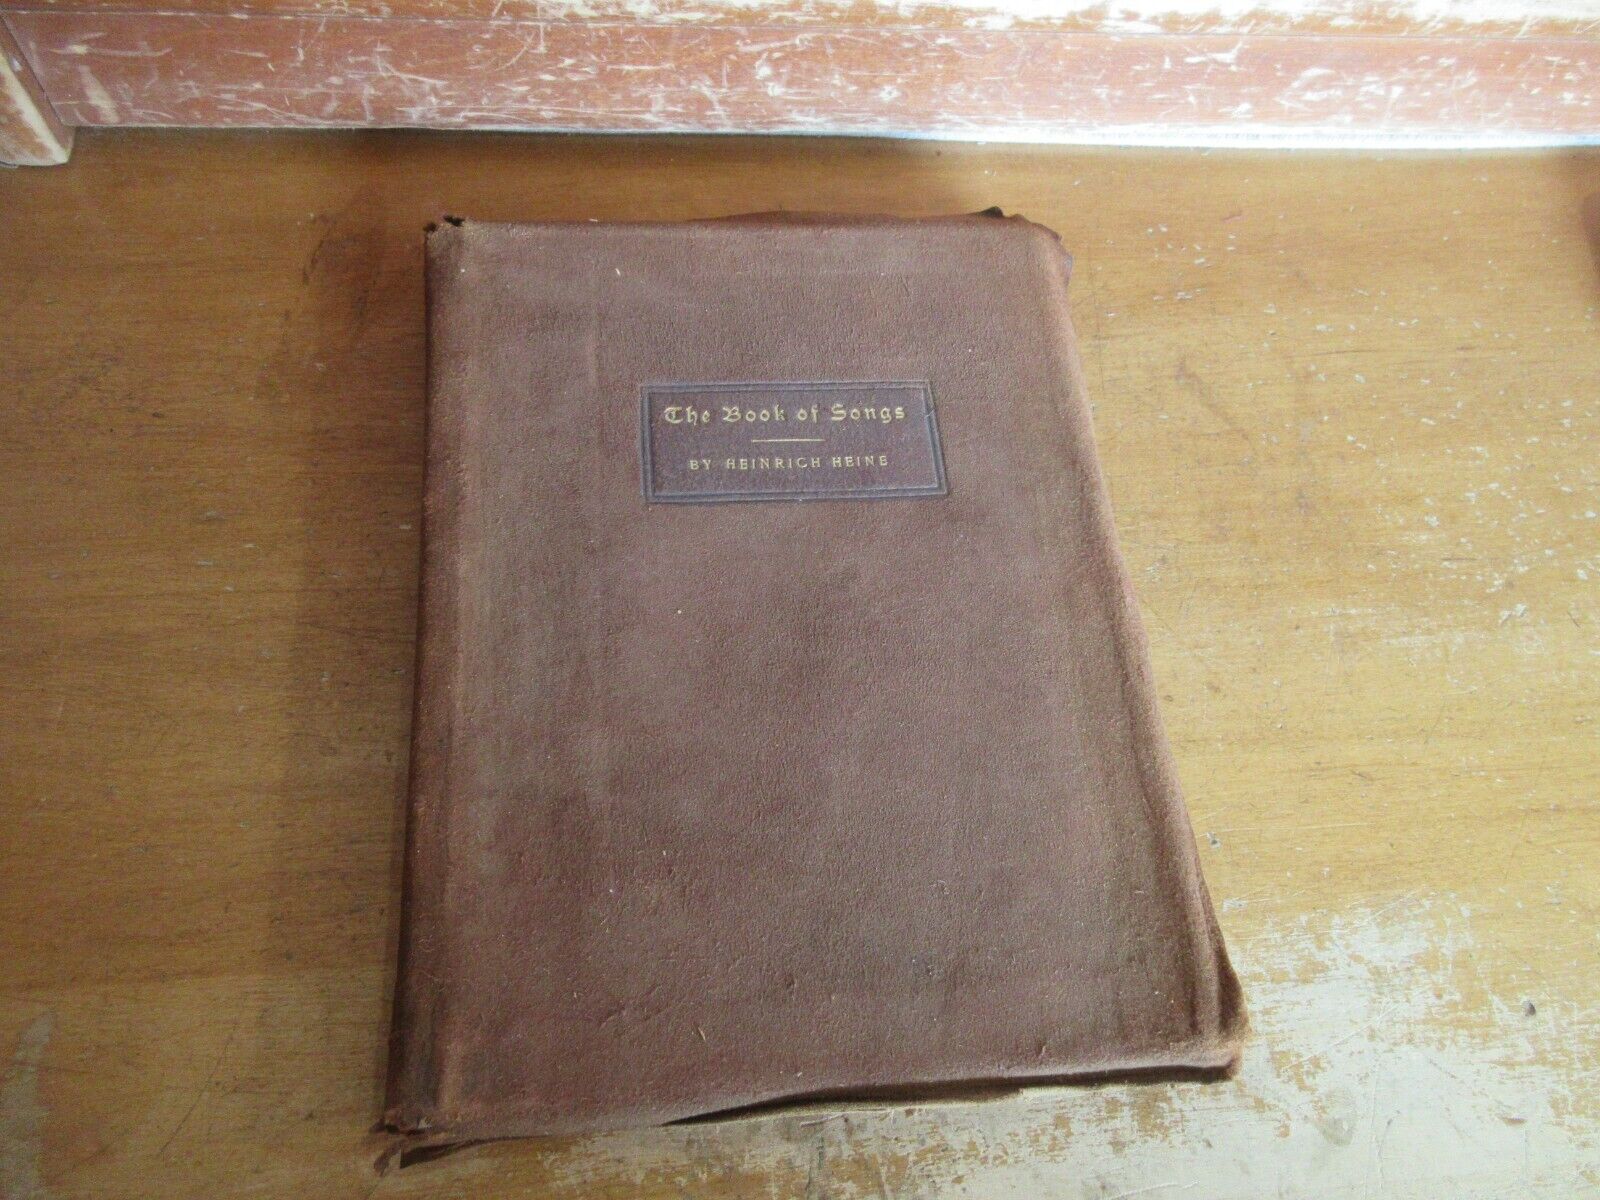 The Book of Songs
BY HEINRICH HEINE